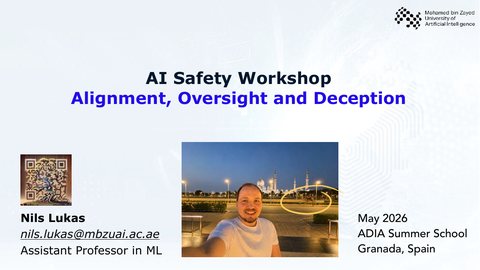 Mohamed bin Zayed
University of
Artificial Intelligence
AI Safety Workshop
Alignment, Oversight and Deception
Nils Lukas
nils.lukas@mbzuai.ac.ae
Assistant Professor in ML
May 2026
ADIA Summer School
Granada, Spain